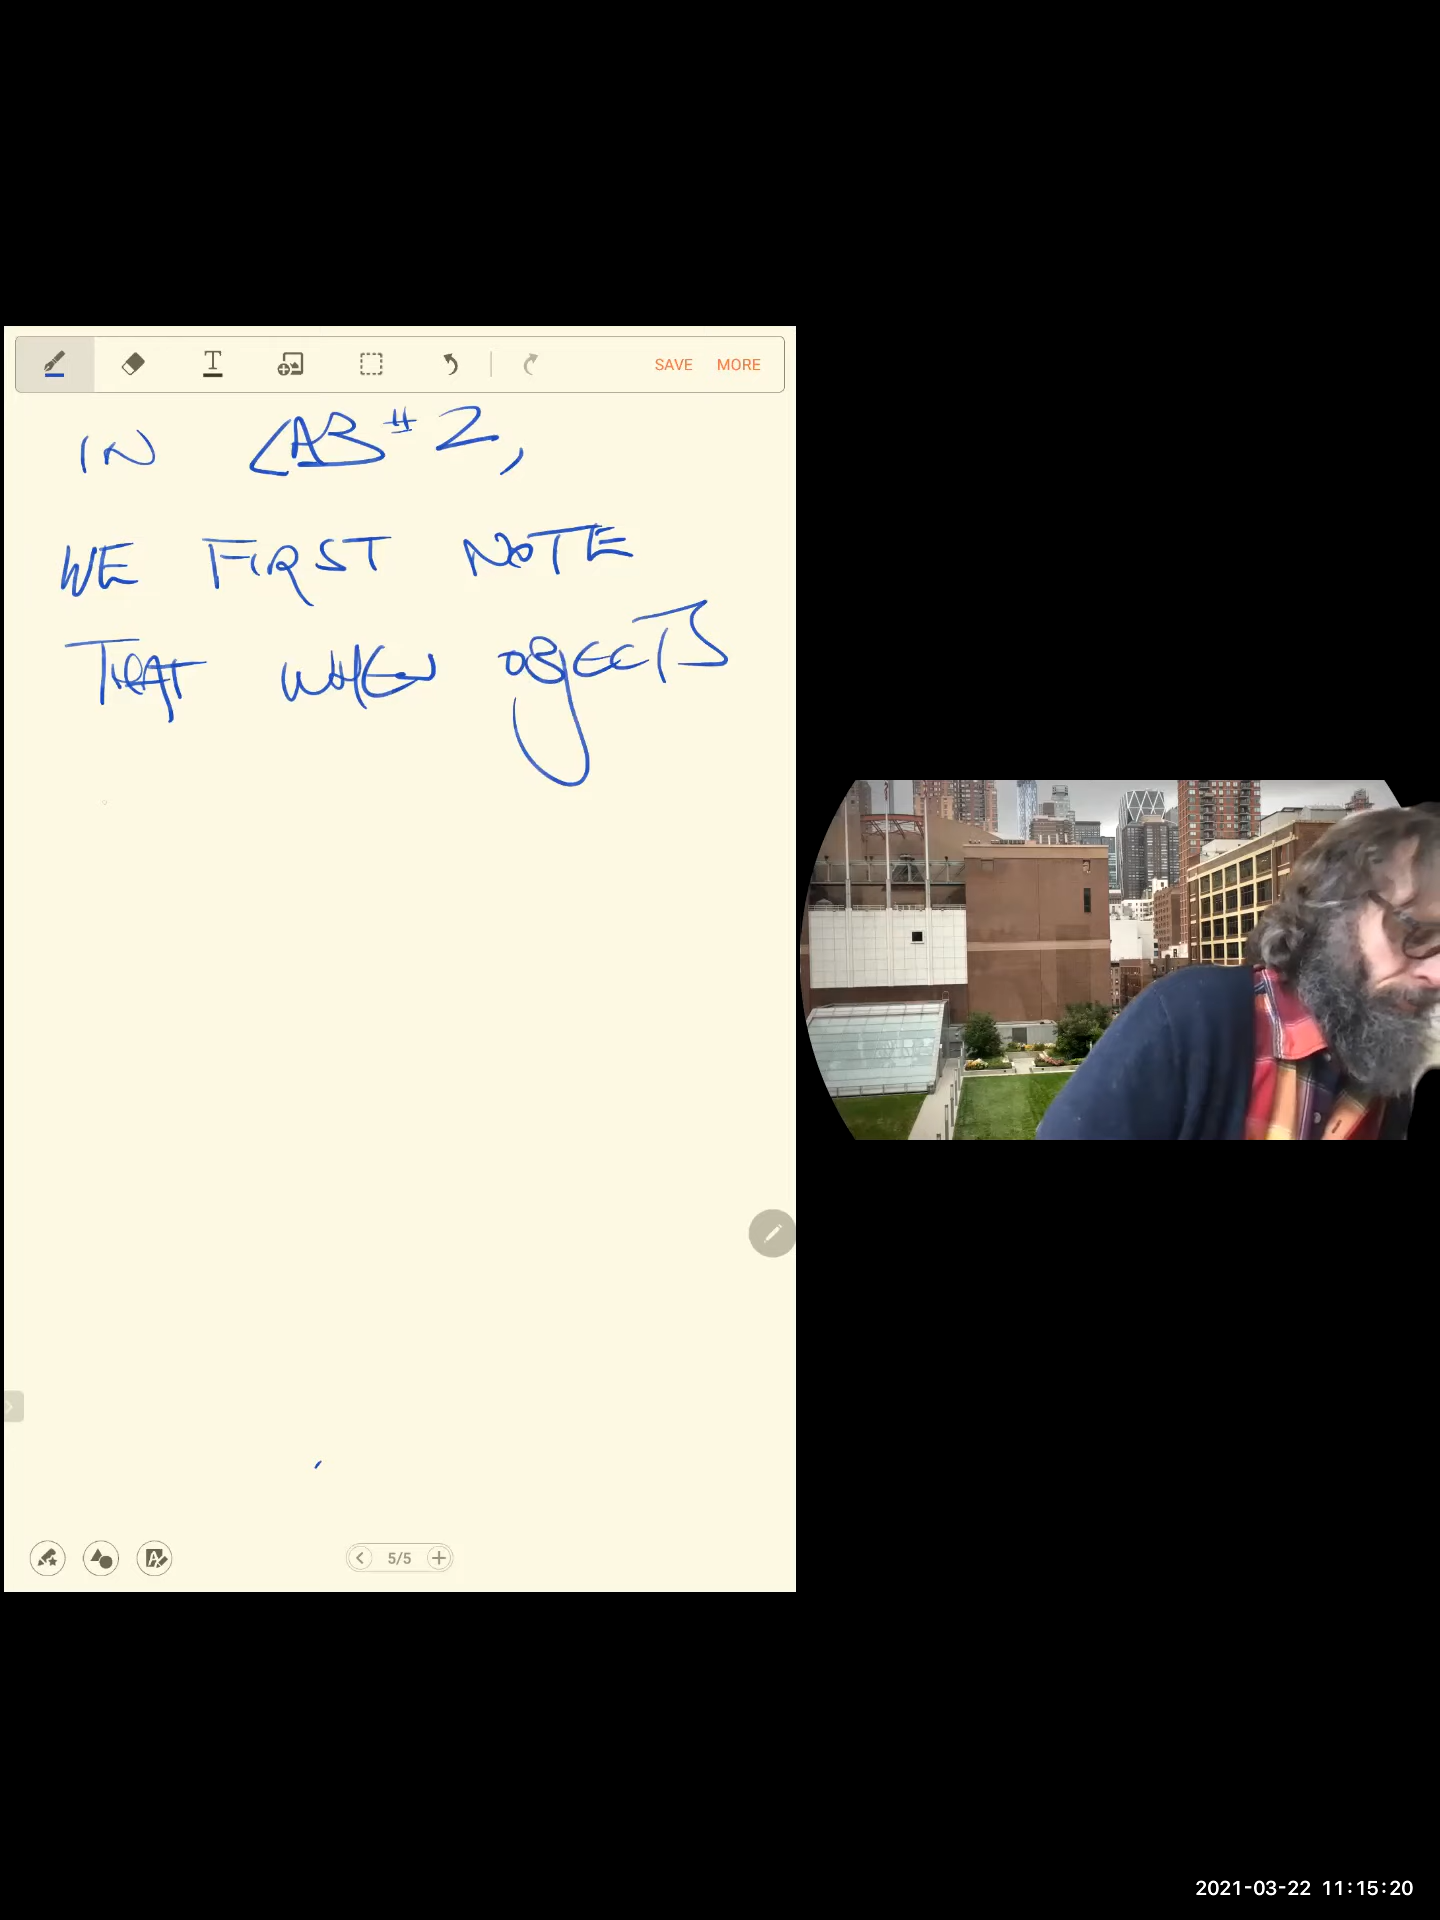 SAVE MORE
IN LAB #2,
WE FIRST NOTE
THAT WHEN OBJECTS
5/5
2021-03-22 11:15:20